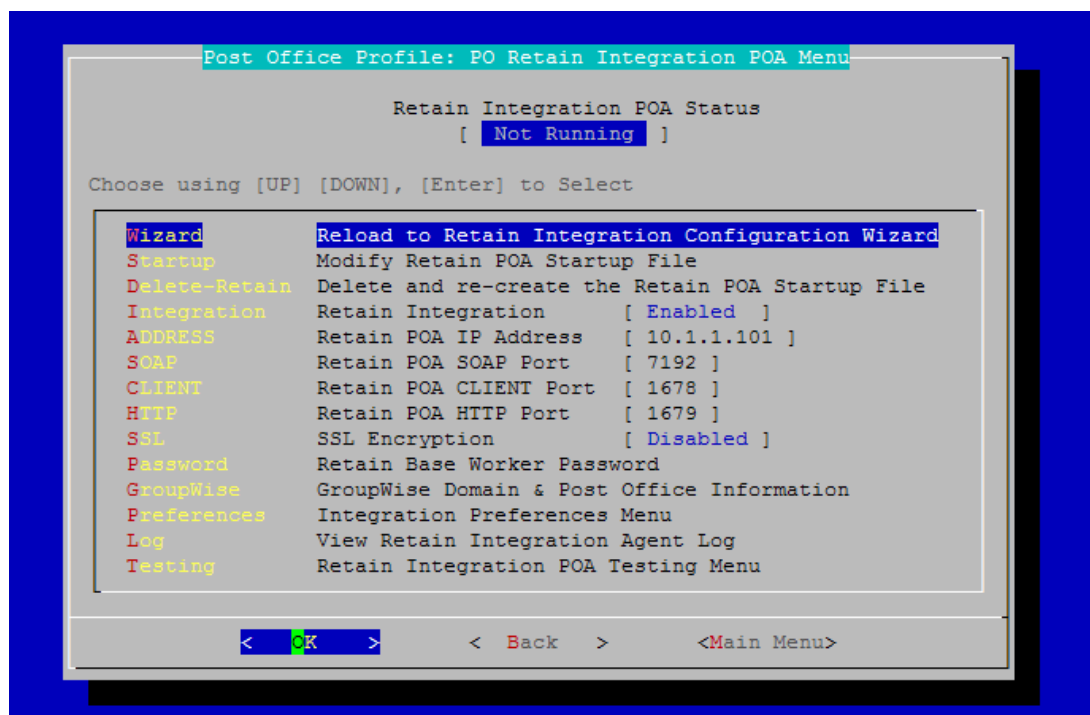 Post Office Profile: PO Retain Integration POA Menu
Retain Integration POA Status
[ Not Running ]
Choose using [UP] [DOWN], [Enter] to Select
Wizard Reload to Retain Integration Configuration Wizard
Startup Modify Retain POA Startup File
Delete-Retain Delete and re-create the Retain POA Startup File
Integration Retain Integration [ Enabled ]
ADDRESS Retain POA IP Address [ 10.1.1.101 ]
SOAP Retain POA SOAP Port [ 7192 ]
CLIENT Retain POA CLIENT Port [ 1678 ]
HTTP Retain POA HTTP Port [ 1679 ]
SSL SSL Encryption [ Disabled ]
Password Retain Base Worker Password
GroupWise GroupWise Domain & Post Office Information
Preferences Integration Preferences Menu
Log View Retain Integration Agent Log
Testing Retain Integration POA Testing Menu
< OK > < Back > <Main Menu>